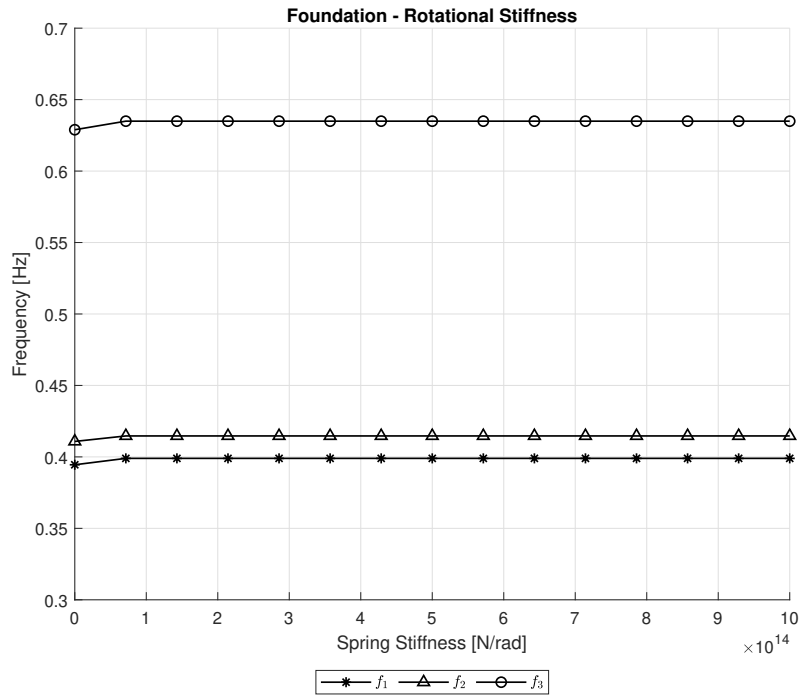 Foundation - Rotational Stiffness
Frequency [Hz]
0.7
0.65
0.6
0.55
0.5
0.45
0.4
0.35
0.3
0 1 2 3 4 5 6 7 8 9 10
Spring Stiffness [N/rad]
×10^14
f₁ f₂ f₃